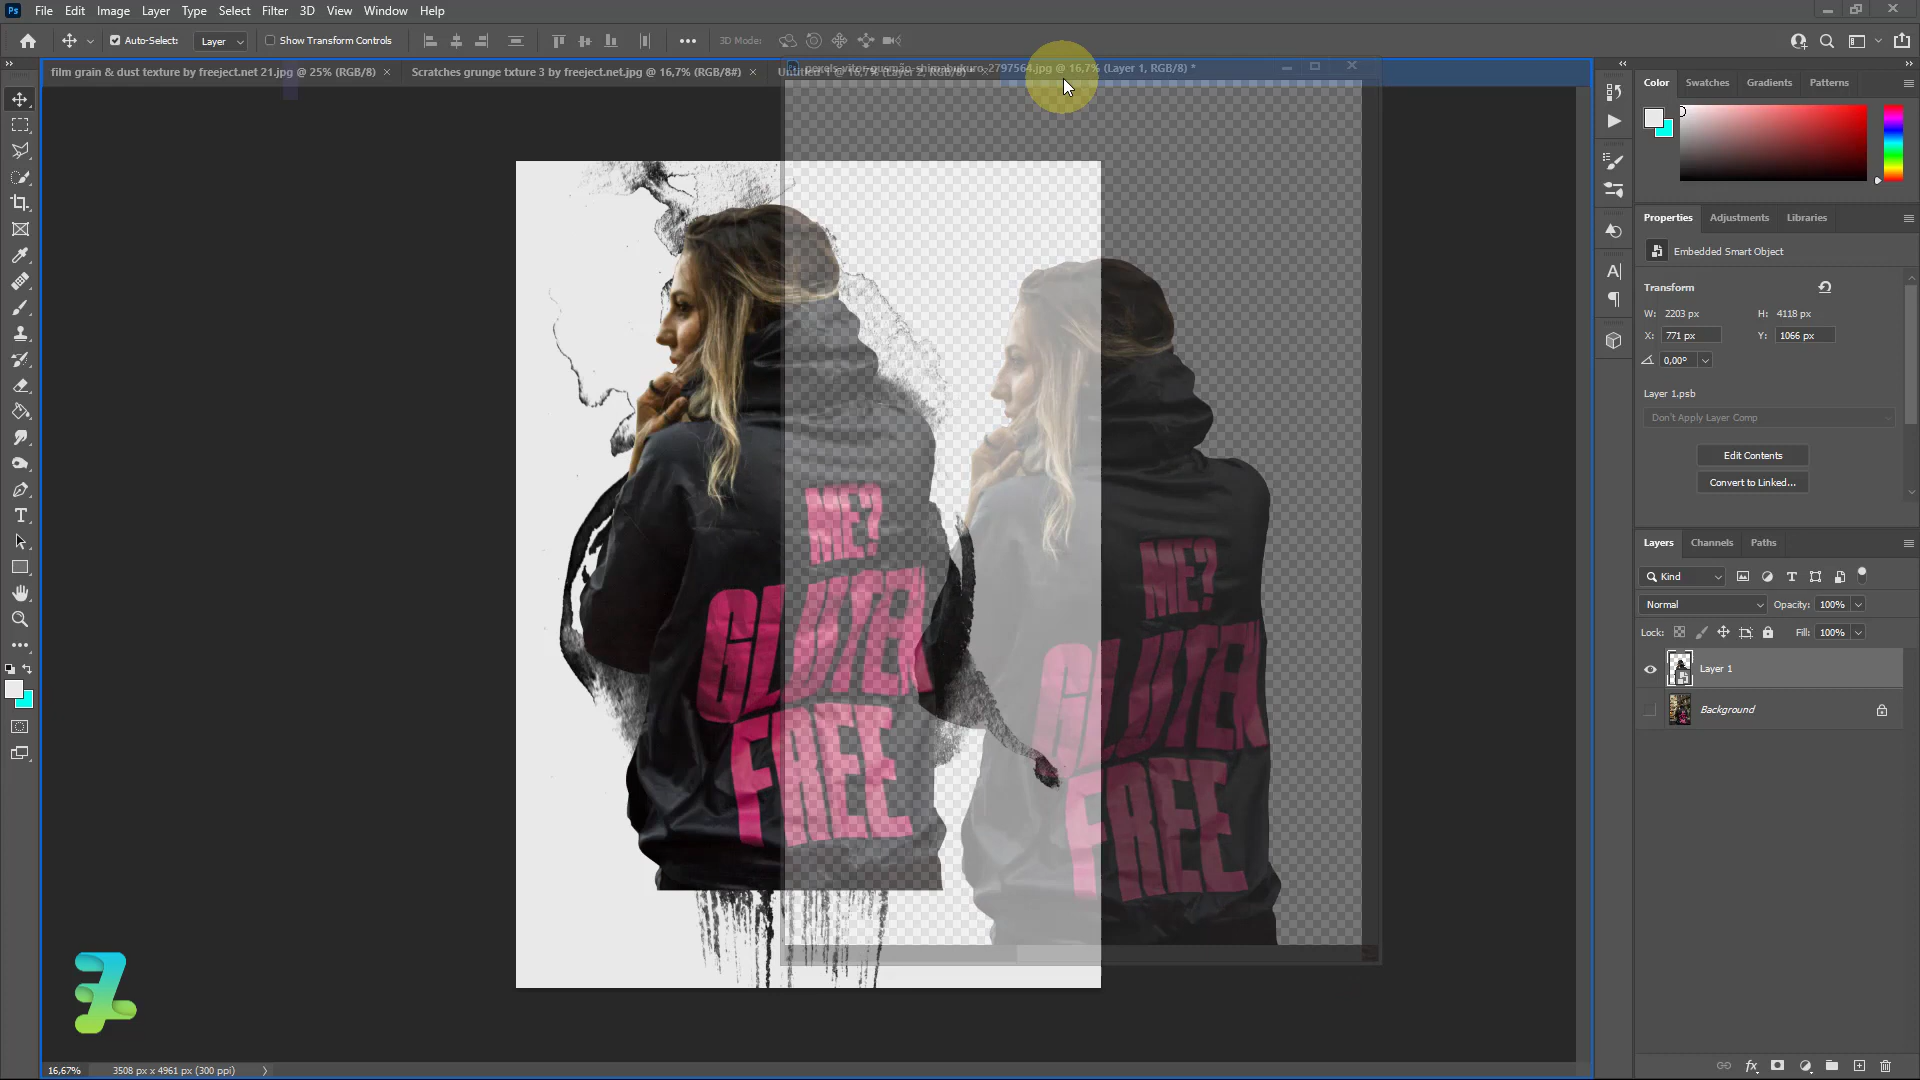 Ps File Edit Image Layer Type Select Filter 3D View Window Help
Auto-Select: Layer Show Transform Controls 3D Mode:
film grain & dust texture by freeject.net 21.jpg @ 25% (RGB/8) × Scratches grunge txture 3 by freeject.net.jpg @ 16,7% (RGB/8#) × Untitled-1 @ 16,7% (Layer 2, RGB/8)
2797564.jpg @ 16,7% (Layer 1, RGB/8) *
ME?
GLUTEN
FREE
ME?
GLUTEN
FREE
Color Swatches Gradients Patterns
Properties Adjustments Libraries
Embedded Smart Object
Transform
W: 2203 px H: 4118 px
X: 771 px Y: 1066 px
0,00°
Layer 1.psb
Don't Apply Layer Comp
Edit Contents
Convert to Linked...
Layers Channels Paths
Kind
Normal Opacity: 100%
Lock: Fill: 100%
Layer 1
Background
16,67% 3508 px x 4961 px (300 ppi)